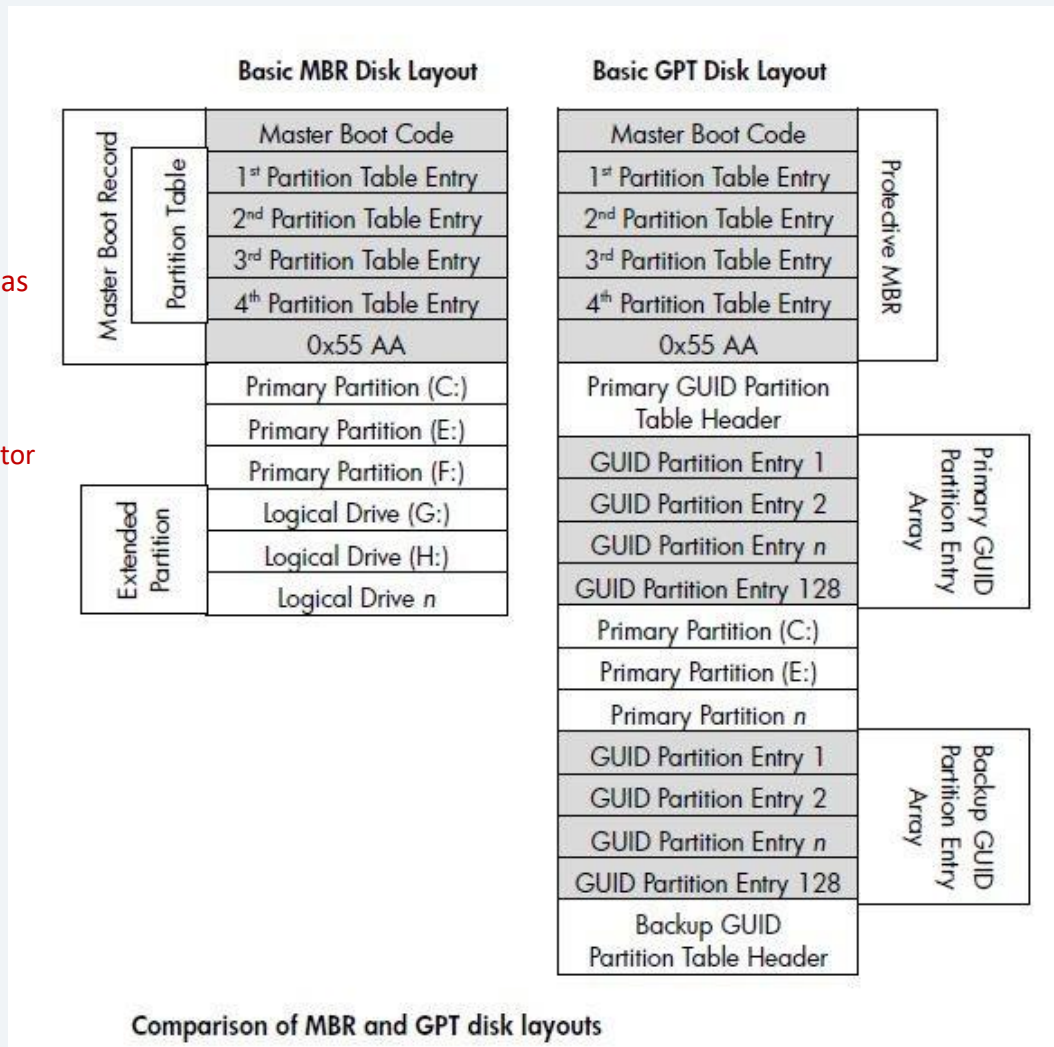 Basic MBR Disk Layout
Master Boot Record
Partition Table
Master Boot Code
1st Partition Table Entry
2nd Partition Table Entry
3rd Partition Table Entry
4th Partition Table Entry
0x55 AA
Primary Partition (C:)
Primary Partition (E:)
Primary Partition (F:)
Extended
Partition
Logical Drive (G:)
Logical Drive (H:)
Logical Drive n
as
tor
Basic GPT Disk Layout
Master Boot Code
1st Partition Table Entry
2nd Partition Table Entry
3rd Partition Table Entry
4th Partition Table Entry
0x55 AA
Protective MBR
Primary GUID Partition
Table Header
GUID Partition Entry 1
GUID Partition Entry 2
GUID Partition Entry n
GUID Partition Entry 128
Primary GUID
Partition Entry
Array
Primary Partition (C:)
Primary Partition (E:)
Primary Partition n
GUID Partition Entry 1
GUID Partition Entry 2
GUID Partition Entry n
GUID Partition Entry 128
Backup GUID
Partition Entry
Array
Backup GUID
Partition Table Header
Comparison of MBR and GPT disk layouts